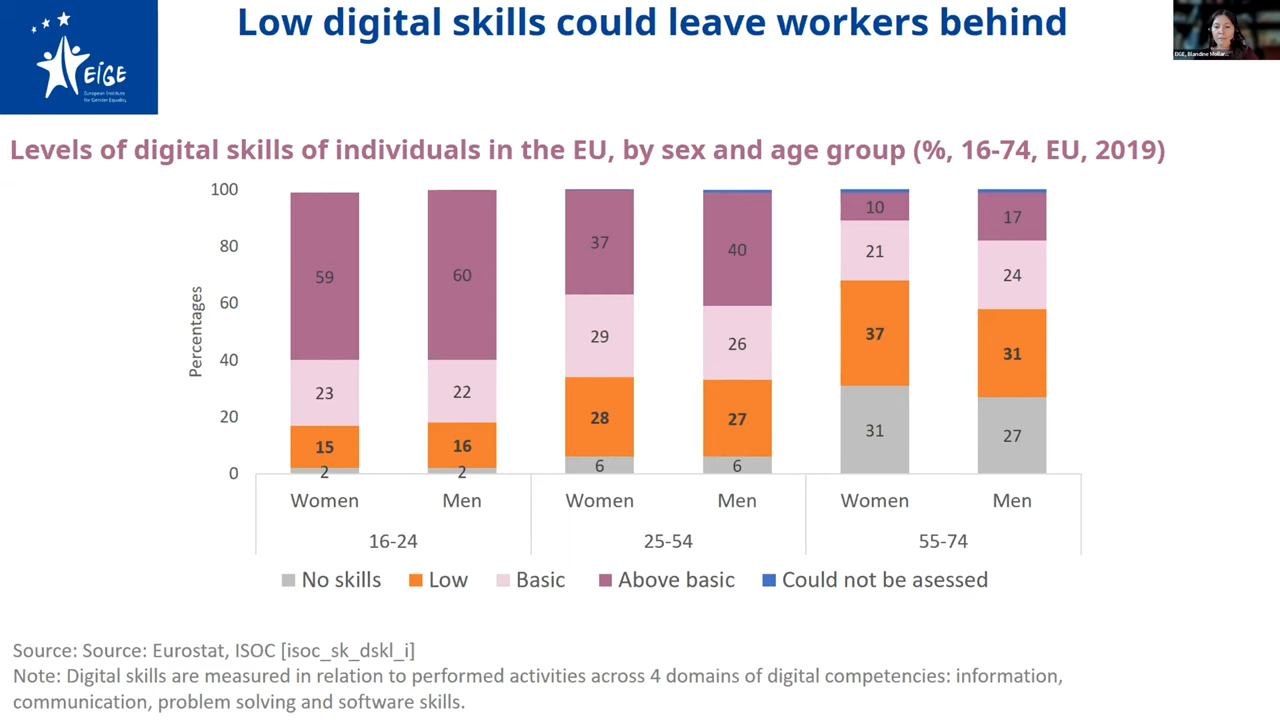 Low digital skills could leave workers behind
EiGE
European Institute
for Gender Equality
EIGE, Blandine Mollar...
Levels of digital skills of individuals in the EU, by sex and age group (%, 16-74, EU, 2019)
Percentages
100
80
60
40
20
0
59
23
15
2
60
22
16
2
37
29
28
6
40
26
27
6
10
21
37
31
17
24
31
27
Women Men Women Men Women Men
16-24 25-54 55-74
No skills Low Basic Above basic Could not be asessed
Source: Source: Eurostat, ISOC [isoc_sk_dskl_i]
Note: Digital skills are measured in relation to performed activities across 4 domains of digital competencies: information,
communication, problem solving and software skills.